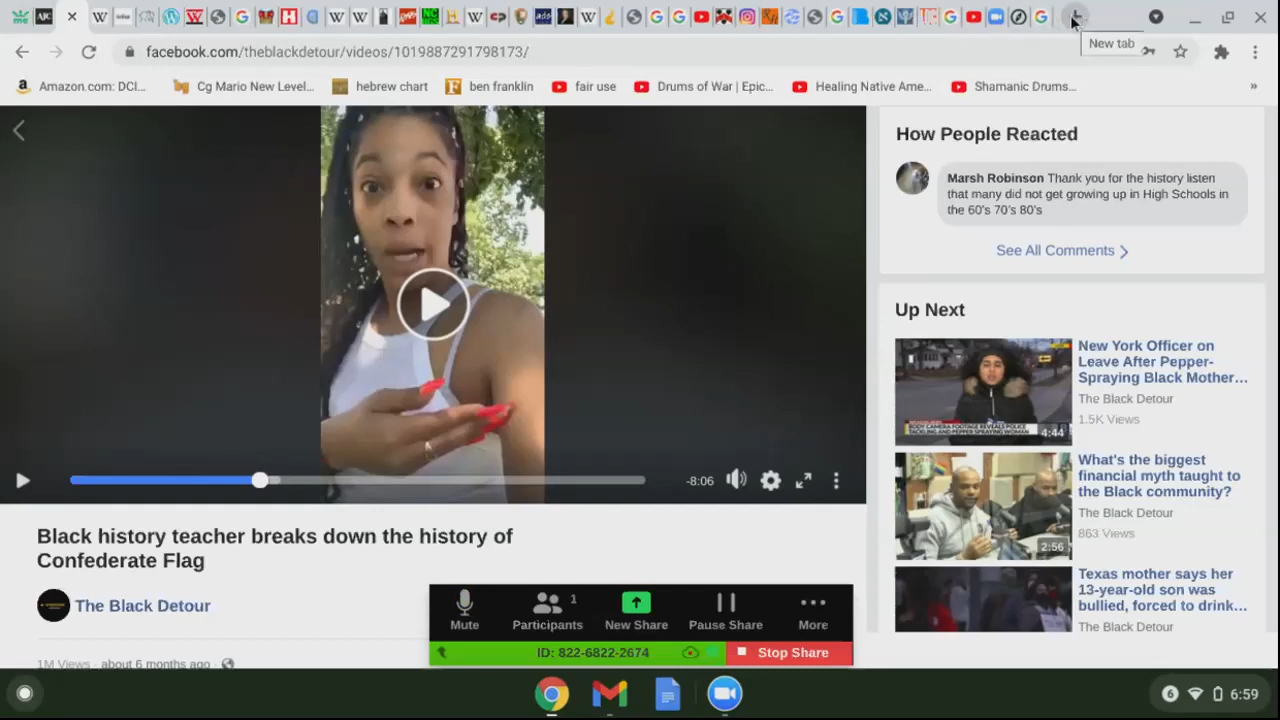 New tab
facebook.com/theblackdetour/videos/1019887291798173/
Amazon.com: DCI...
Cg Mario New Level...
hebrew chart
ben franklin
fair use
Drums of War | Epic...
Healing Native Ame...
Shamanic Drums...
»
How People Reacted
Marsh Robinson Thank you for the history listen
that many did not get growing up in High Schools in
the 60's 70's 80's
See All Comments
Up Next
New York Officer on
Leave After Pepper-
Spraying Black Mother...
The Black Detour
1.5K Views
4:44
What's the biggest
financial myth taught to
the Black community?
The Black Detour
863 Views
2:56
Texas mother says her
13-year-old son was
bullied, forced to drink...
The Black Detour
-8:06
Black history teacher breaks down the history of
Confederate Flag
The Black Detour
1M Views · about 6 months ago ·
Mute
Participants
1
New Share
Pause Share
More
ID: 822-6822-2674
Stop Share
6
6:59